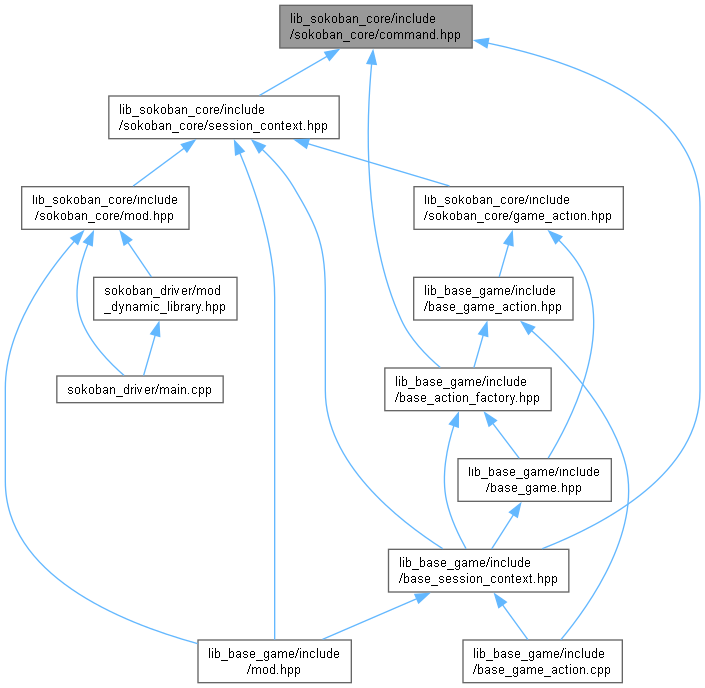 lib_sokoban_core/include
/sokoban_core/command.hpp
lib_sokoban_core/include
/sokoban_core/session_context.hpp
lib_sokoban_core/include
/sokoban_core/mod.hpp
lib_sokoban_core/include
/sokoban_core/game_action.hpp
sokoban_driver/mod
_dynamic_library.hpp
lib_base_game/include
/base_game_action.hpp
sokoban_driver/main.cpp
lib_base_game/include
/base_action_factory.hpp
lib_base_game/include
/base_game.hpp
lib_base_game/include
/base_session_context.hpp
lib_base_game/include
/mod.hpp
lib_base_game/include
/base_game_action.cpp